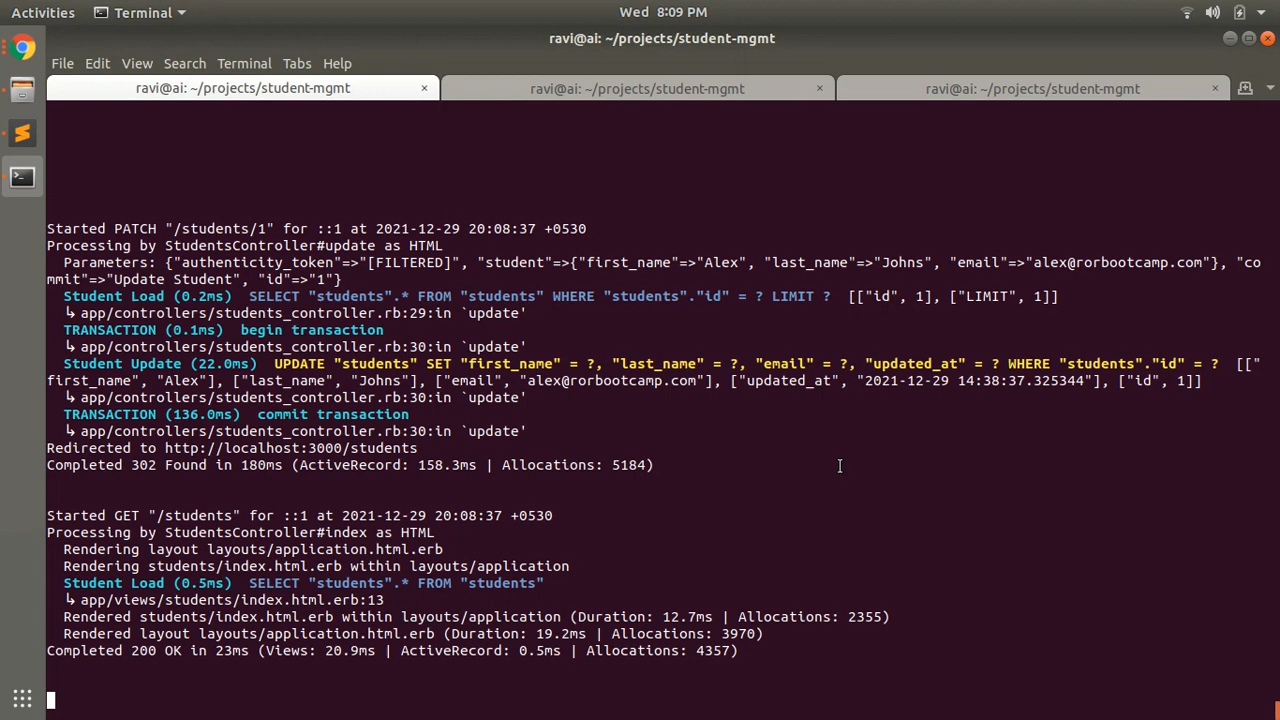 Activities Terminal Wed 8:09 PM
ravi@ai: ~/projects/student-mgmt
File Edit View Search Terminal Tabs Help
ravi@ai: ~/projects/student-mgmt × ravi@ai: ~/projects/student-mgmt × ravi@ai: ~/projects/student-mgmt ×
Started PATCH "/students/1" for ::1 at 2021-12-29 20:08:37 +0530
Processing by StudentsController#update as HTML
Parameters: {"authenticity_token"=>"[FILTERED]", "student"=>{"first_name"=>"Alex", "last_name"=>"Johns", "email"=>"alex@rorbootcamp.com"}, "co
mmit"=>"Update Student", "id"=>"1"}
Student Load (0.2ms) SELECT "students".* FROM "students" WHERE "students"."id" = ? LIMIT ? [["id", 1], ["LIMIT", 1]]
↳ app/controllers/students_controller.rb:29:in `update'
TRANSACTION (0.1ms) begin transaction
↳ app/controllers/students_controller.rb:30:in `update'
Student Update (22.0ms) UPDATE "students" SET "first_name" = ?, "last_name" = ?, "email" = ?, "updated_at" = ? WHERE "students"."id" = ? [["
first_name", "Alex"], ["last_name", "Johns"], ["email", "alex@rorbootcamp.com"], ["updated_at", "2021-12-29 14:38:37.325344"], ["id", 1]]
↳ app/controllers/students_controller.rb:30:in `update'
TRANSACTION (136.0ms) commit transaction
↳ app/controllers/students_controller.rb:30:in `update'
Redirected to http://localhost:3000/students
Completed 302 Found in 180ms (ActiveRecord: 158.3ms | Allocations: 5184)
Started GET "/students" for ::1 at 2021-12-29 20:08:37 +0530
Processing by StudentsController#index as HTML
Rendering layout layouts/application.html.erb
Rendering students/index.html.erb within layouts/application
Student Load (0.5ms) SELECT "students".* FROM "students"
↳ app/views/students/index.html.erb:13
Rendered students/index.html.erb within layouts/application (Duration: 12.7ms | Allocations: 2355)
Rendered layout layouts/application.html.erb (Duration: 19.2ms | Allocations: 3970)
Completed 200 OK in 23ms (Views: 20.9ms | ActiveRecord: 0.5ms | Allocations: 4357)